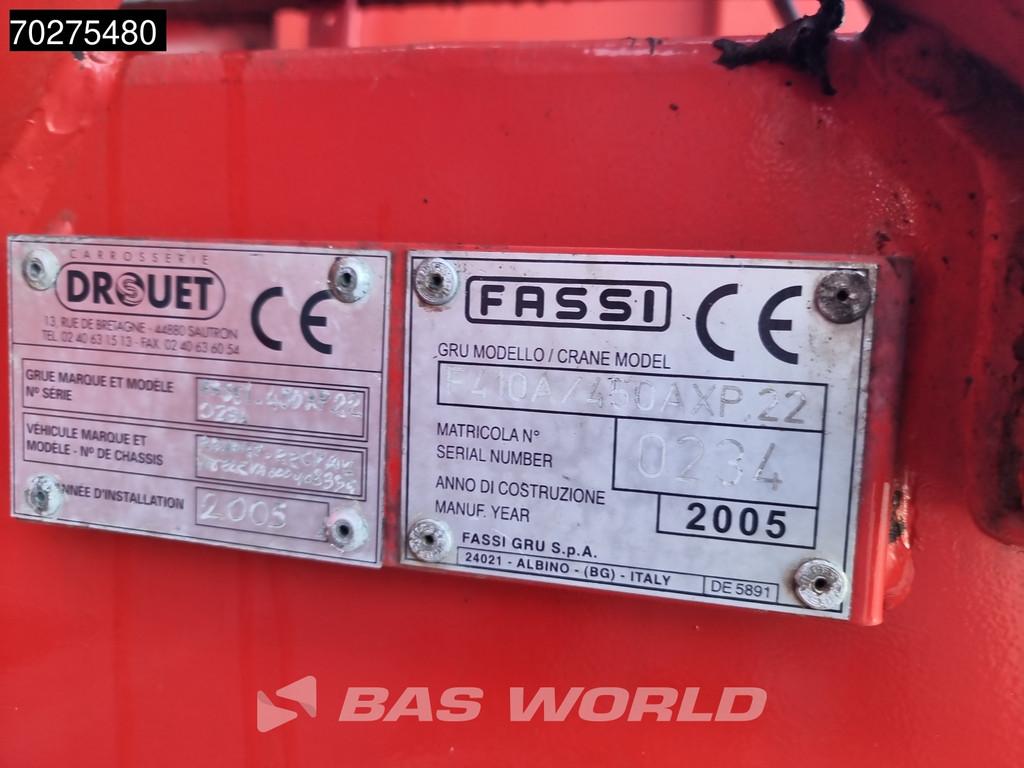 70275480
CARROSSERIE
DROUET
CE
13, RUE DE BRETAGNE - 44880 SAUTRON
TEL. 02 40 63 15 13 - FAX. 02 40 63 60 54
GRUE MARQUE ET MODÈLE
N° SÉRIE
0234
VÉHICULE MARQUE ET
MODÈLE - N° DE CHASSIS
ANNÉE D'INSTALLATION
2005
FASSI
CE
GRU MODELLO / CRANE MODEL
F410A/450AXP.22
MATRICOLA N°
SERIAL NUMBER
0234
ANNO DI COSTRUZIONE
MANUF. YEAR
2005
FASSI GRU S.p.A.
24021 - ALBINO - (BG) - ITALY
DE 5891
BAS WORLD